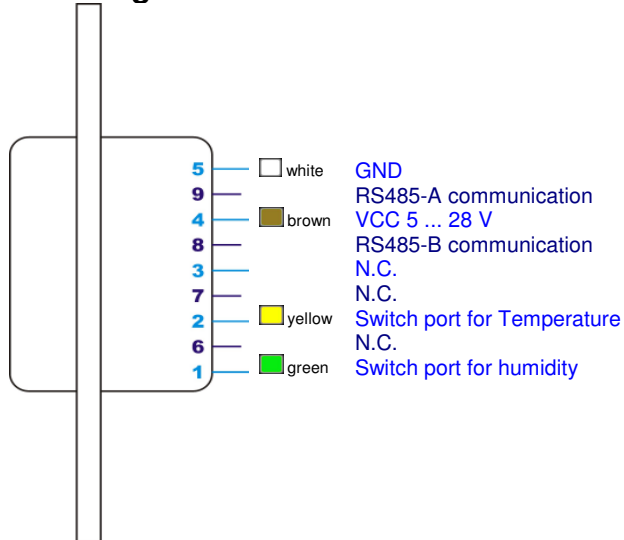 g
5 white GND
9 RS485-A communication
4 brown VCC 5 ... 28 V
8 RS485-B communication
3 N.C.
7 N.C.
2 yellow Switch port for Temperature
6 N.C.
1 green Switch port for humidity